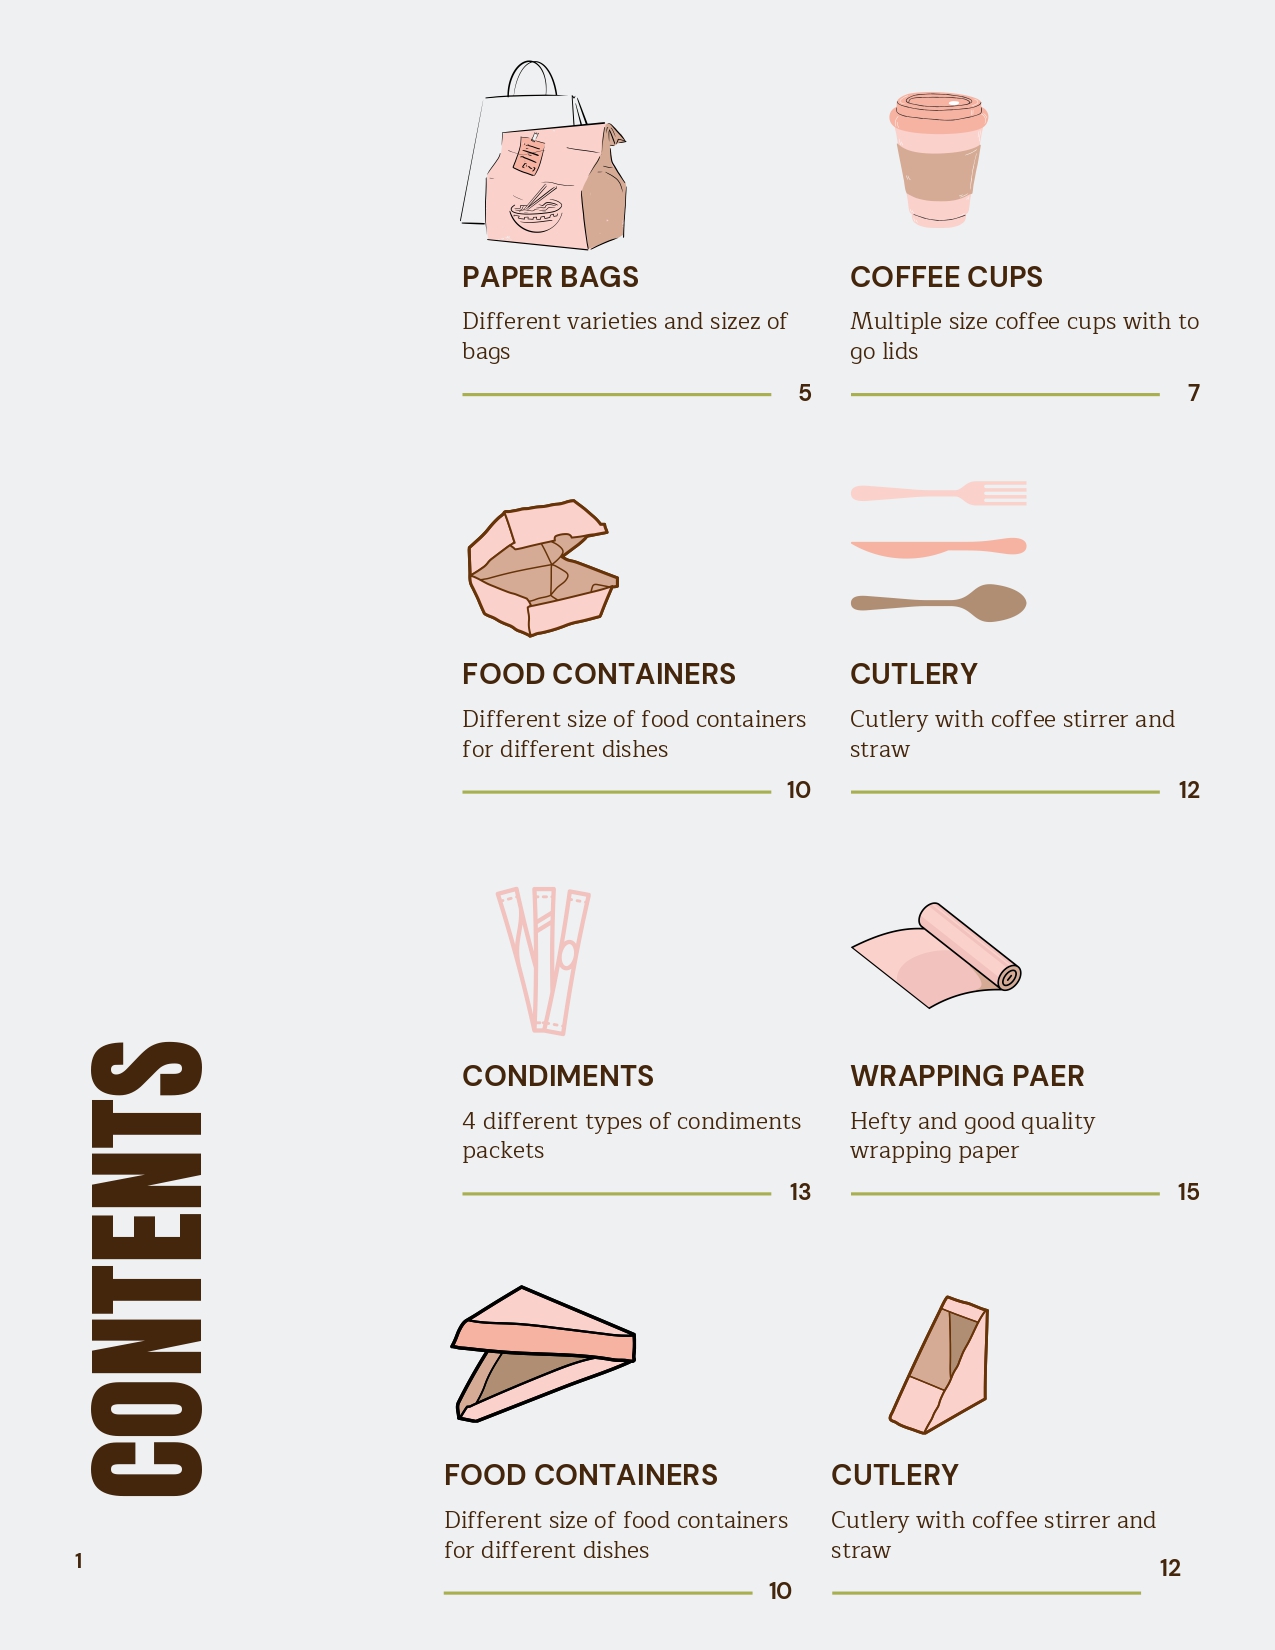 PAPER BAGS
Different varieties and sizez of
bags
5
COFFEE CUPS
Multiple size coffee cups with to
go lids
7
FOOD CONTAINERS
Different size of food containers
for different dishes
10
CUTLERY
Cutlery with coffee stirrer and
straw
12
CONDIMENTS
4 different types of condiments
packets
13
WRAPPING PAER
Hefty and good quality
wrapping paper
15
FOOD CONTAINERS
Different size of food containers
for different dishes
10
CUTLERY
Cutlery with coffee stirrer and
straw
12
CONTENTS
1